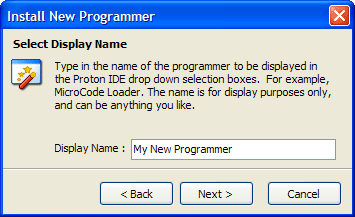 Install New Programmer
Select Display Name
Type in the name of the programmer to be displayed in
the Proton IDE drop down selection boxes.  For example,
MicroCode Loader. The name is for display purposes only,
and can be anything you like.
Display Name : My New Programmer
< Back Next > Cancel